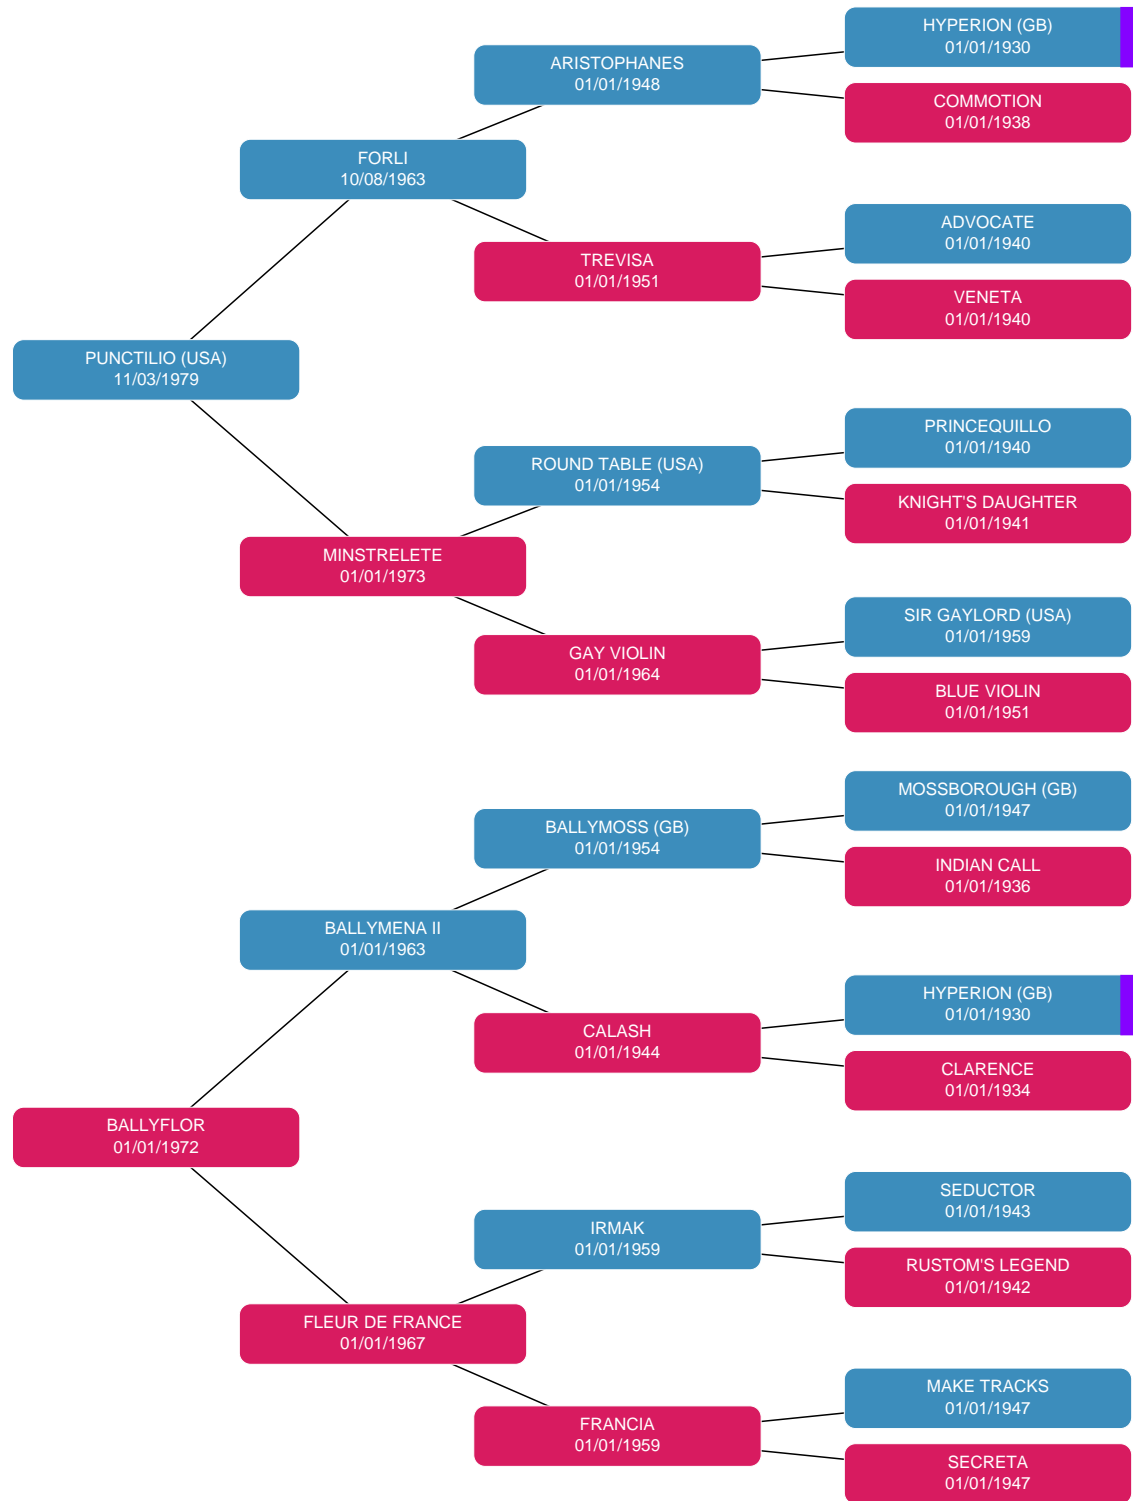 HYPERION (GB)
01/01/1930
ARISTOPHANES
01/01/1948
COMMOTION
01/01/1938
FORLI
10/08/1963
ADVOCATE
01/01/1940
TREVISA
01/01/1951
VENETA
01/01/1940
PUNCTILIO (USA)
11/03/1979
PRINCEQUILLO
01/01/1940
ROUND TABLE (USA)
01/01/1954
KNIGHT'S DAUGHTER
01/01/1941
MINSTRELETE
01/01/1973
SIR GAYLORD (USA)
01/01/1959
GAY VIOLIN
01/01/1964
BLUE VIOLIN
01/01/1951
MOSSBOROUGH (GB)
01/01/1947
BALLYMOSS (GB)
01/01/1954
INDIAN CALL
01/01/1936
BALLYMENA II
01/01/1963
HYPERION (GB)
01/01/1930
CALASH
01/01/1944
CLARENCE
01/01/1934
BALLYFLOR
01/01/1972
SEDUCTOR
01/01/1943
IRMAK
01/01/1959
RUSTOM'S LEGEND
01/01/1942
FLEUR DE FRANCE
01/01/1967
MAKE TRACKS
01/01/1947
FRANCIA
01/01/1959
SECRETA
01/01/1947